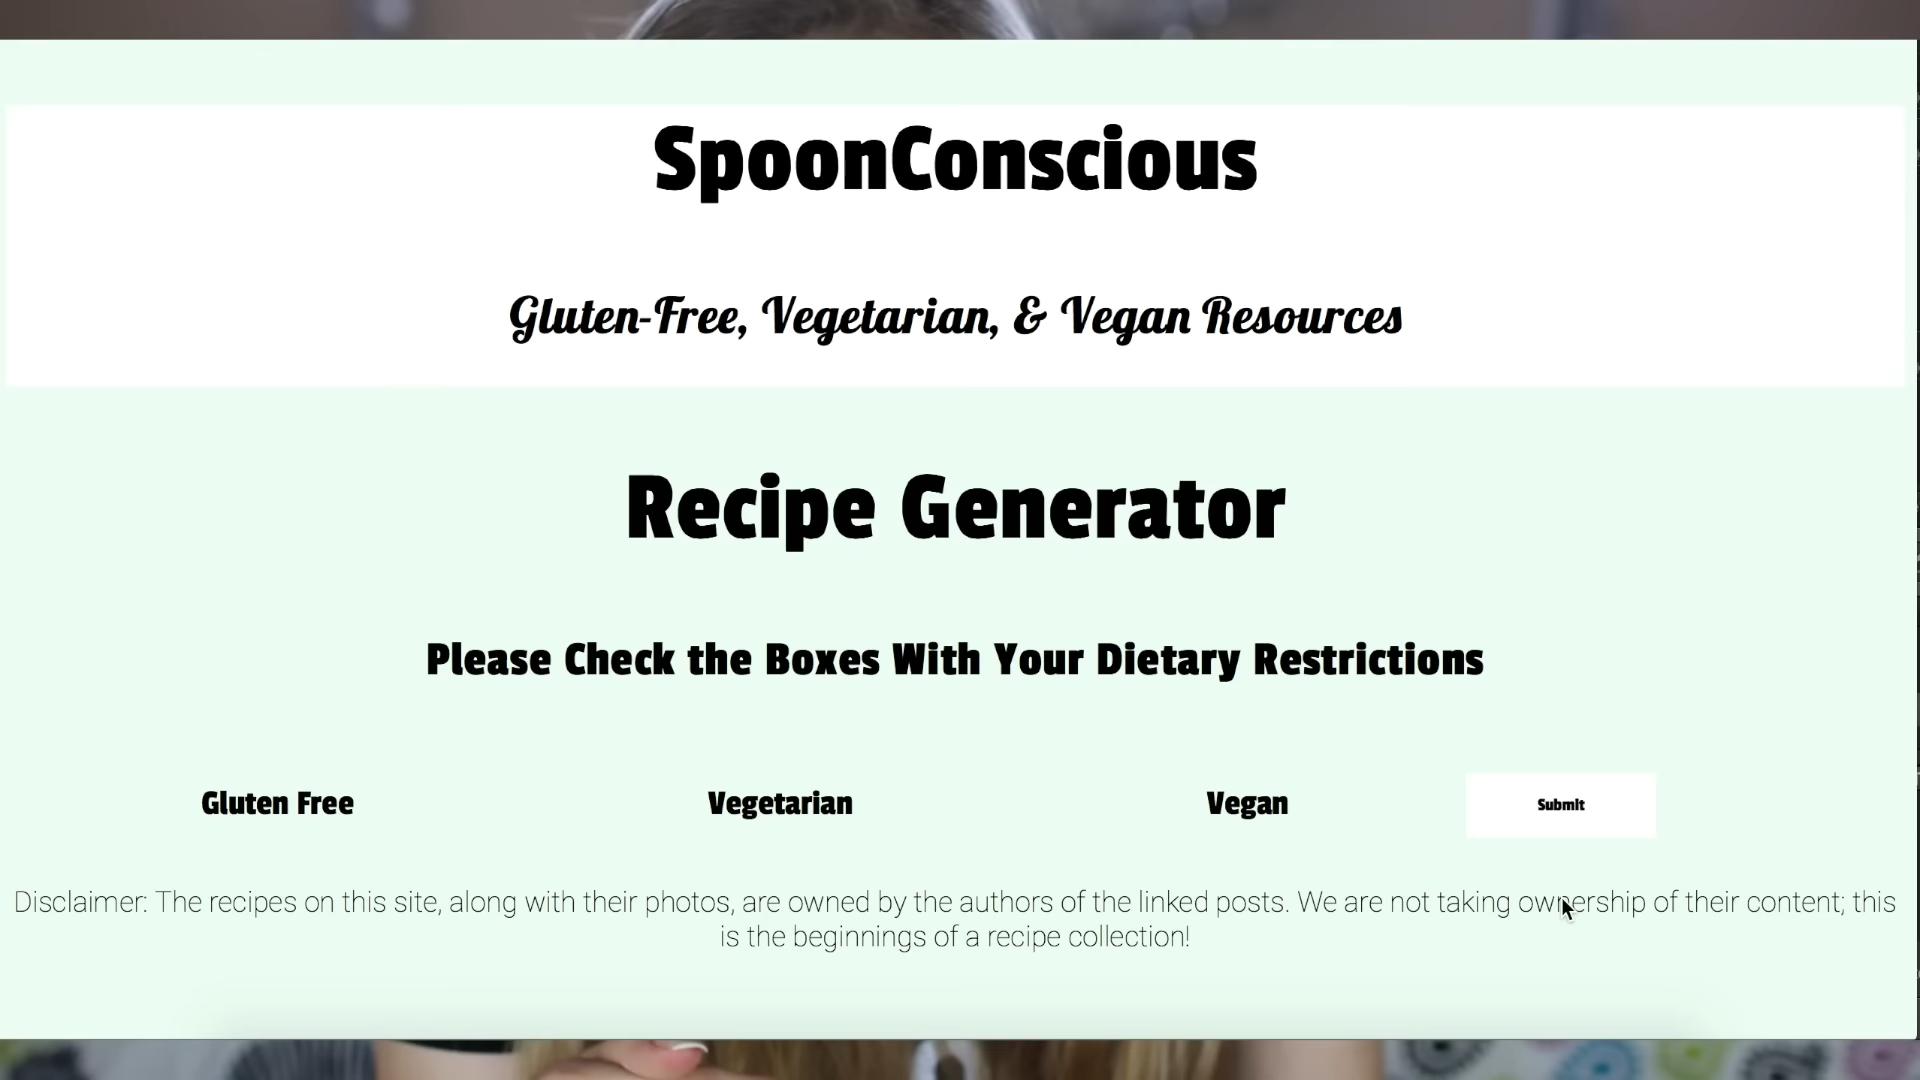 SpoonConscious
Gluten-Free, Vegetarian, & Vegan Resources
Recipe Generator
Please Check the Boxes With Your Dietary Restrictions
Gluten Free
Vegetarian
Vegan
Submit
Disclaimer: The recipes on this site, along with their photos, are owned by the authors of the linked posts. We are not taking ownership of their content; this
is the beginnings of a recipe collection!